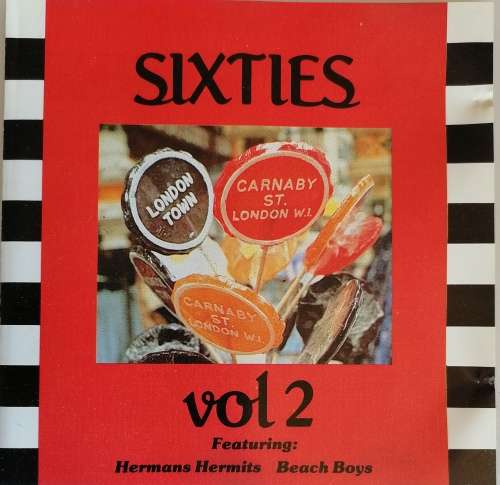 SIXTIES
LONDON
TOWN
CARNABY
ST.
LONDON W.1.
CARNABY
ST.
LONDON W.1.
vol 2
Featuring:
Hermans Hermits Beach Boys